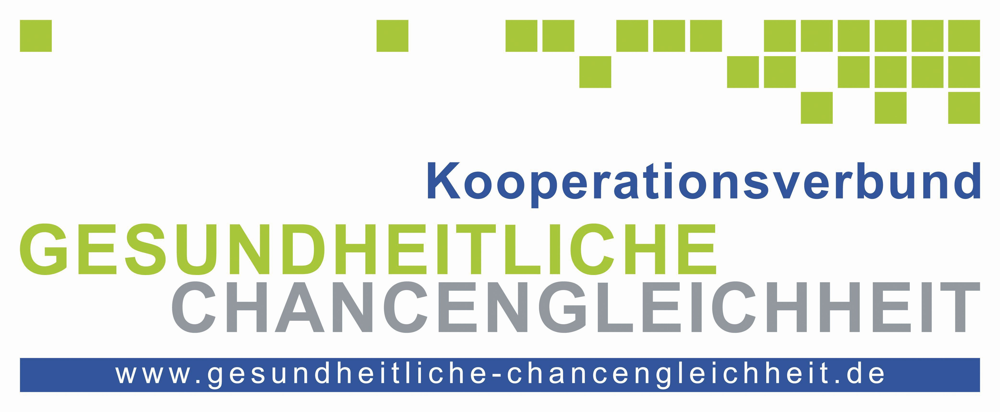 Kooperationsverbund
GESUNDHEITLICHE
CHANCENGLEICHHEIT
www.gesundheitliche-chancengleichheit.de